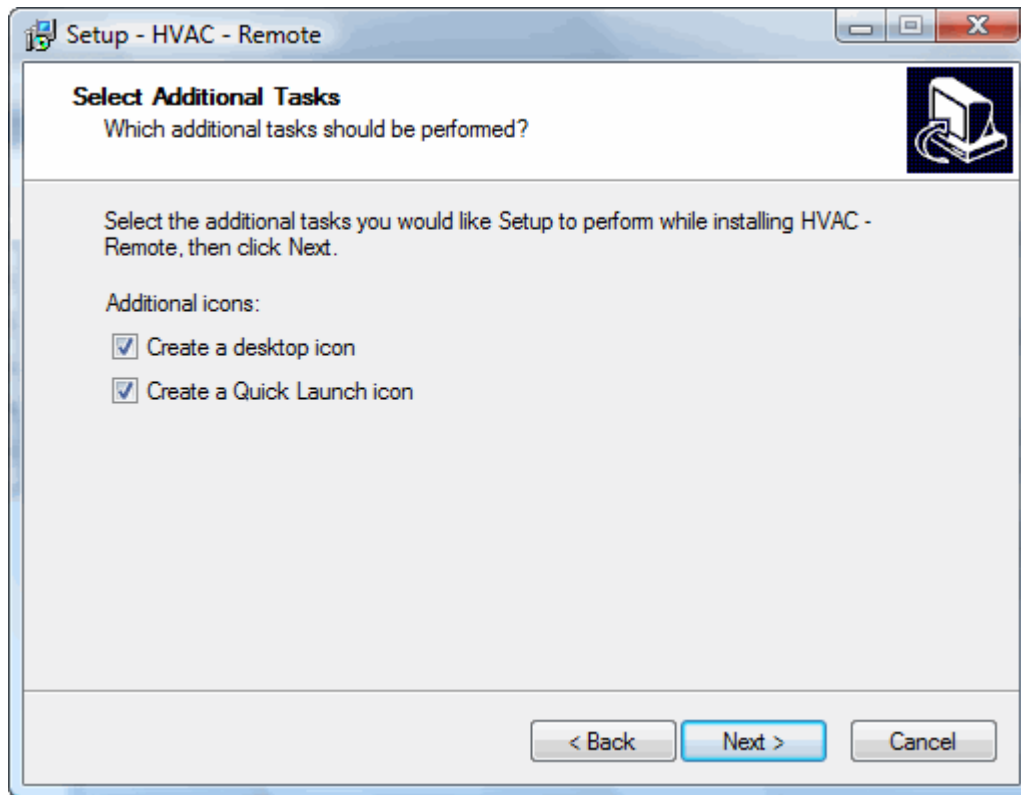 Setup - HVAC - Remote
Select Additional Tasks
Which additional tasks should be performed?
Select the additional tasks you would like Setup to perform while installing HVAC -
Remote, then click Next.
Additional icons:
Create a desktop icon
Create a Quick Launch icon
< Back
Next >
Cancel